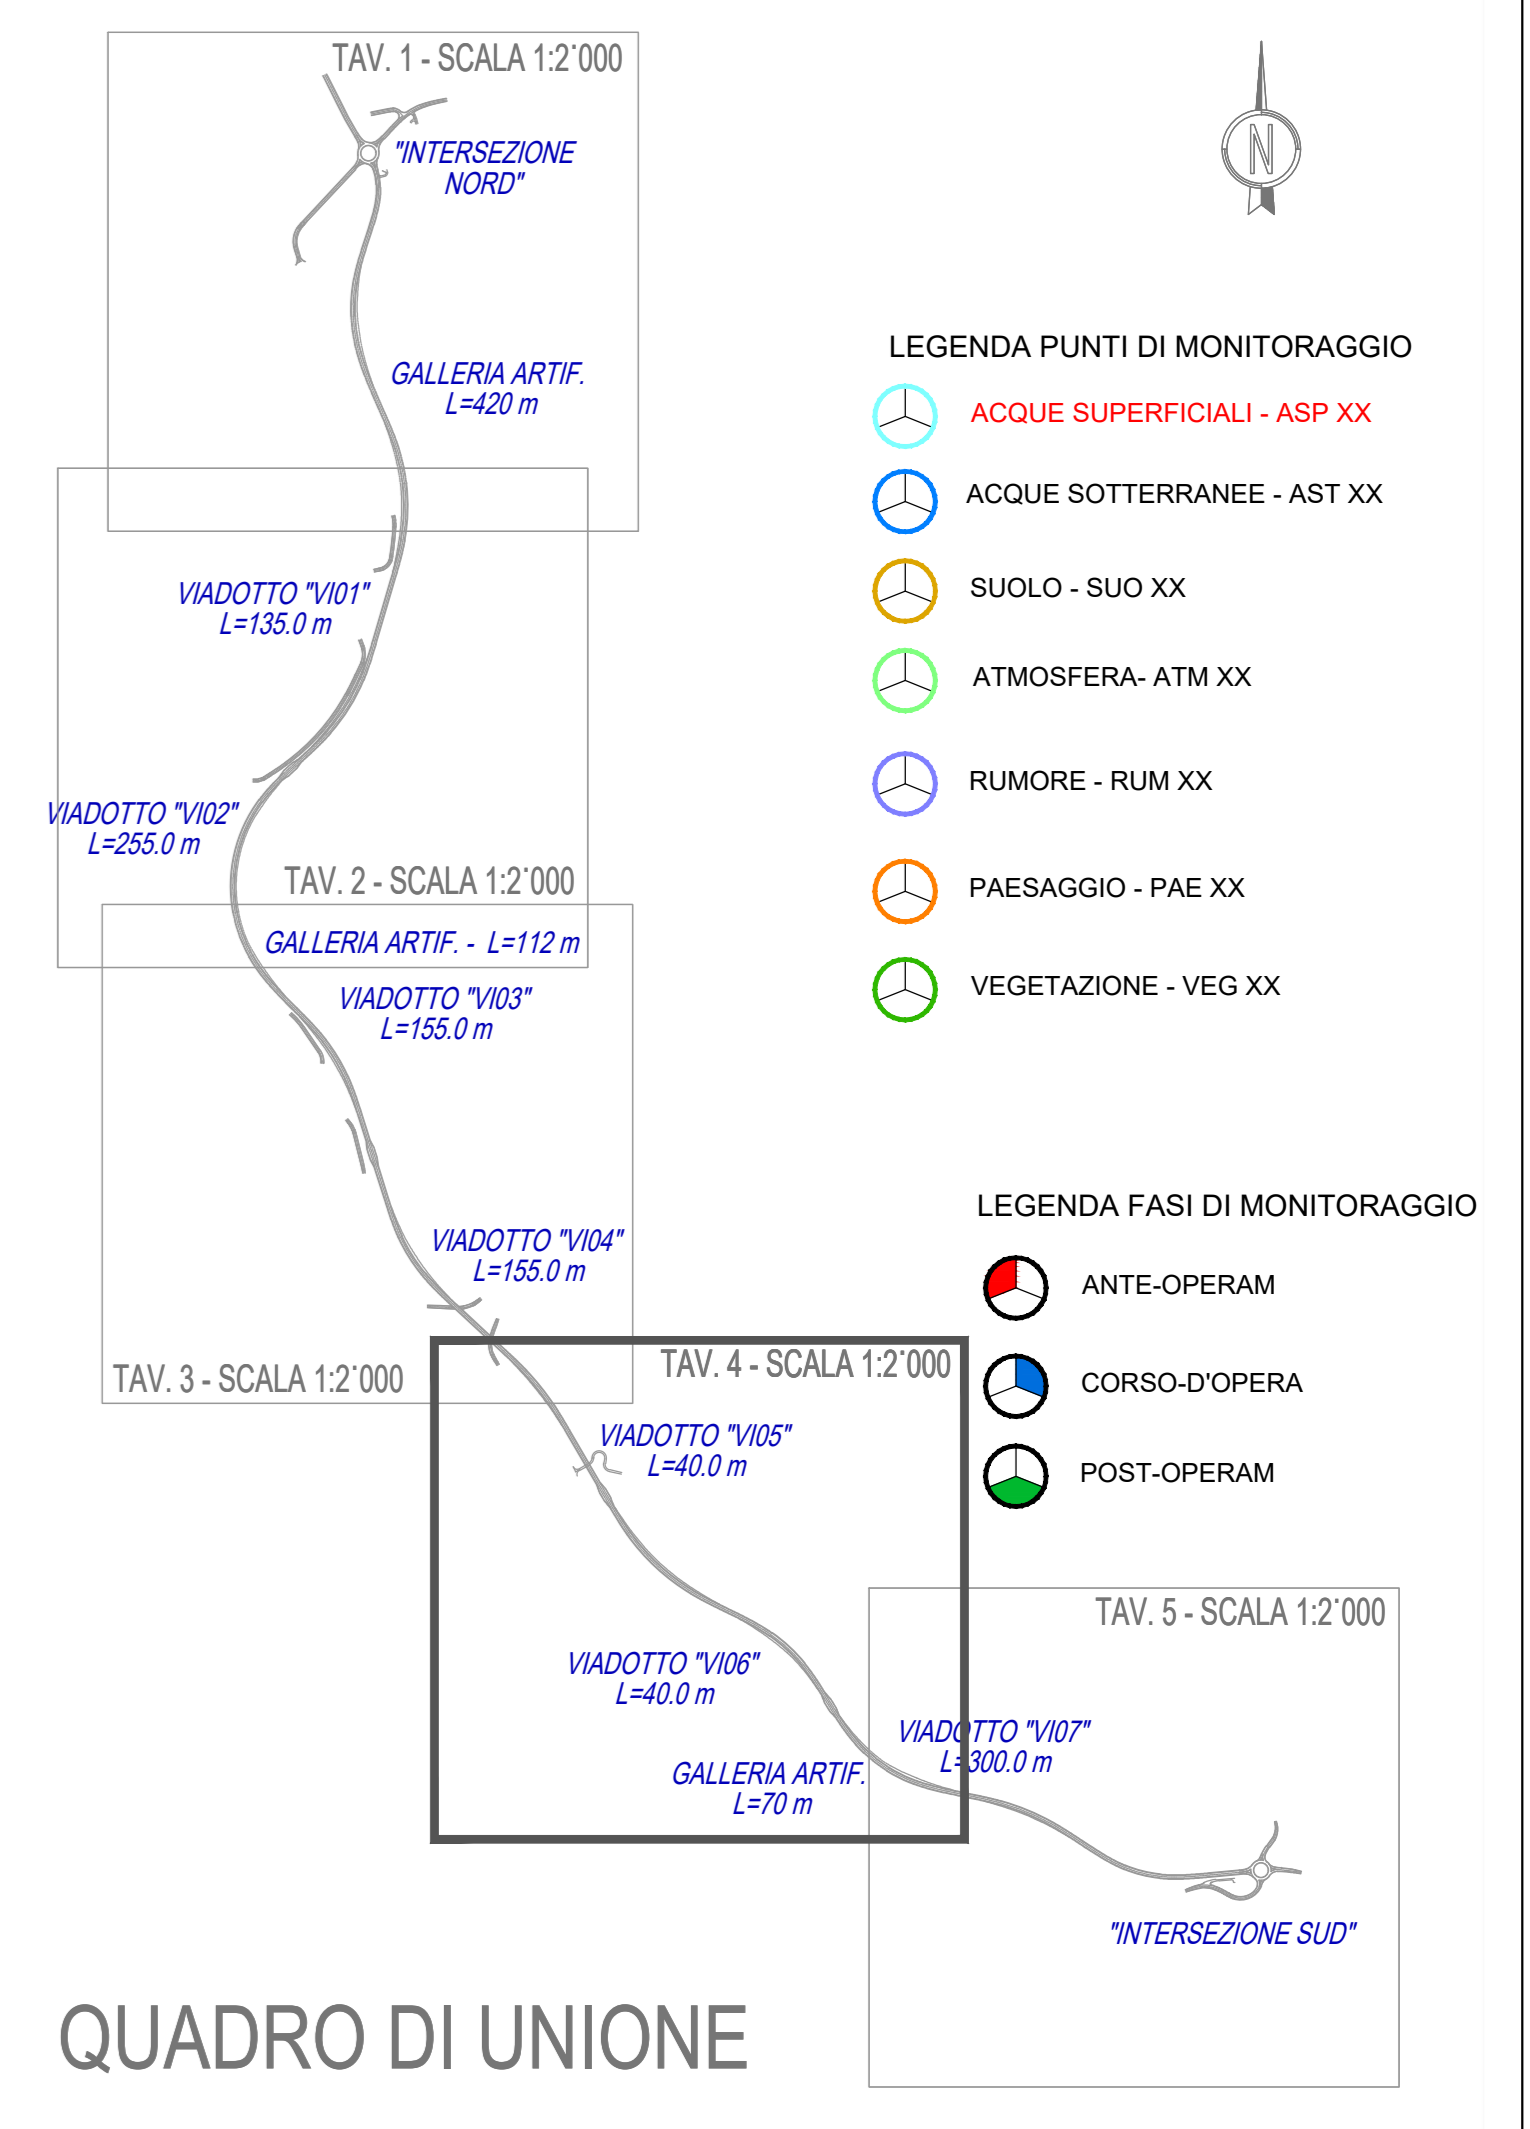 TAV. 1 - SCALA 1:2˙000
"INTERSEZIONE
NORD"
GALLERIA ARTIF.
L=420 m
VIADOTTO "VI01"
L=135.0 m
VIADOTTO "VI02"
L=255.0 m
TAV. 2 - SCALA 1:2˙000
GALLERIA ARTIF. - L=112 m
VIADOTTO "VI03"
L=155.0 m
VIADOTTO "VI04"
L=155.0 m
TAV. 3 - SCALA 1:2˙000
TAV. 4 - SCALA 1:2˙000
VIADOTTO "VI05"
L=40.0 m
VIADOTTO "VI06"
L=40.0 m
GALLERIA ARTIF.
L=70 m
TAV. 5 - SCALA 1:2˙000
VIADOTTO "VI07"
L=300.0 m
"INTERSEZIONE SUD"
QUADRO DI UNIONE
N
LEGENDA PUNTI DI MONITORAGGIO
ACQUE SUPERFICIALI - ASP XX
ACQUE SOTTERRANEE - AST XX
SUOLO - SUO XX
ATMOSFERA- ATM XX
RUMORE - RUM XX
PAESAGGIO - PAE XX
VEGETAZIONE - VEG XX
LEGENDA FASI DI MONITORAGGIO
ANTE-OPERAM
CORSO-D'OPERA
POST-OPERAM